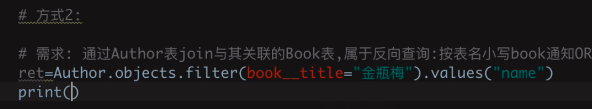 # 方式2:
# 需求: 通过Author表join与其关联的Book表,属于反向查询:按表名小写book通知OR
ret=Author.objects.filter(book__title="金瓶梅").values("name")
print()